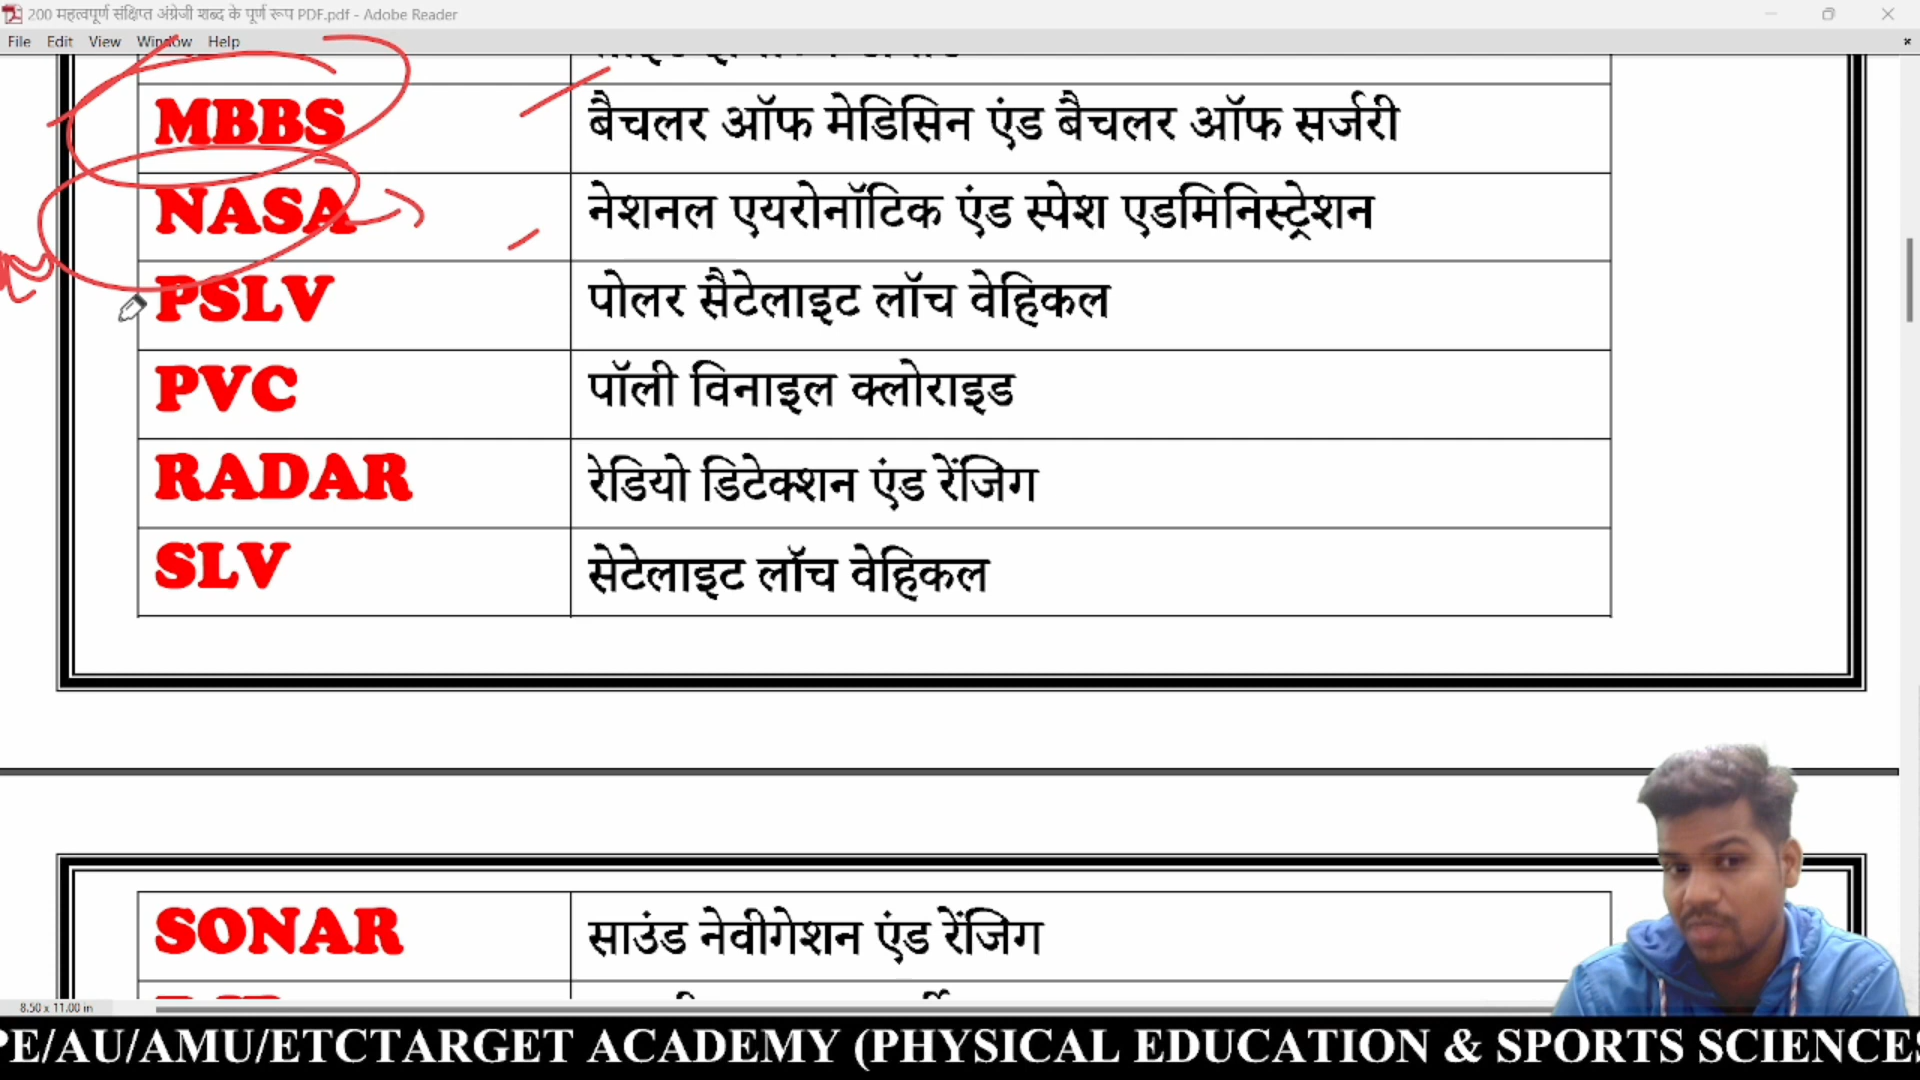 200 महत्वपूर्ण संक्षिप्त अंग्रेजी शब्द के पूर्ण रूप PDF.pdf - Adobe Reader
File Edit View Window Help
MBBS बैचलर ऑफ मेडिसिन एंड बैचलर ऑफ सर्जरी
NASA नेशनल एयरोनॉटिक एंड स्पेश एडमिनिस्ट्रेशन
PSLV पोलर सैटेलाइट लॉच वेहिकल
PVC पॉली विनाइल क्लोराइड
RADAR रेडियो डिटेक्शन एंड रेंजिग
SLV सेटेलाइट लॉच वेहिकल
SONAR साउंड नेवीगेशन एंड रेंजिग
8.50 x 11.00 in
PE/AU/AMU/ETCTARGET ACADEMY (PHYSICAL EDUCATION & SPORTS SCIENCES